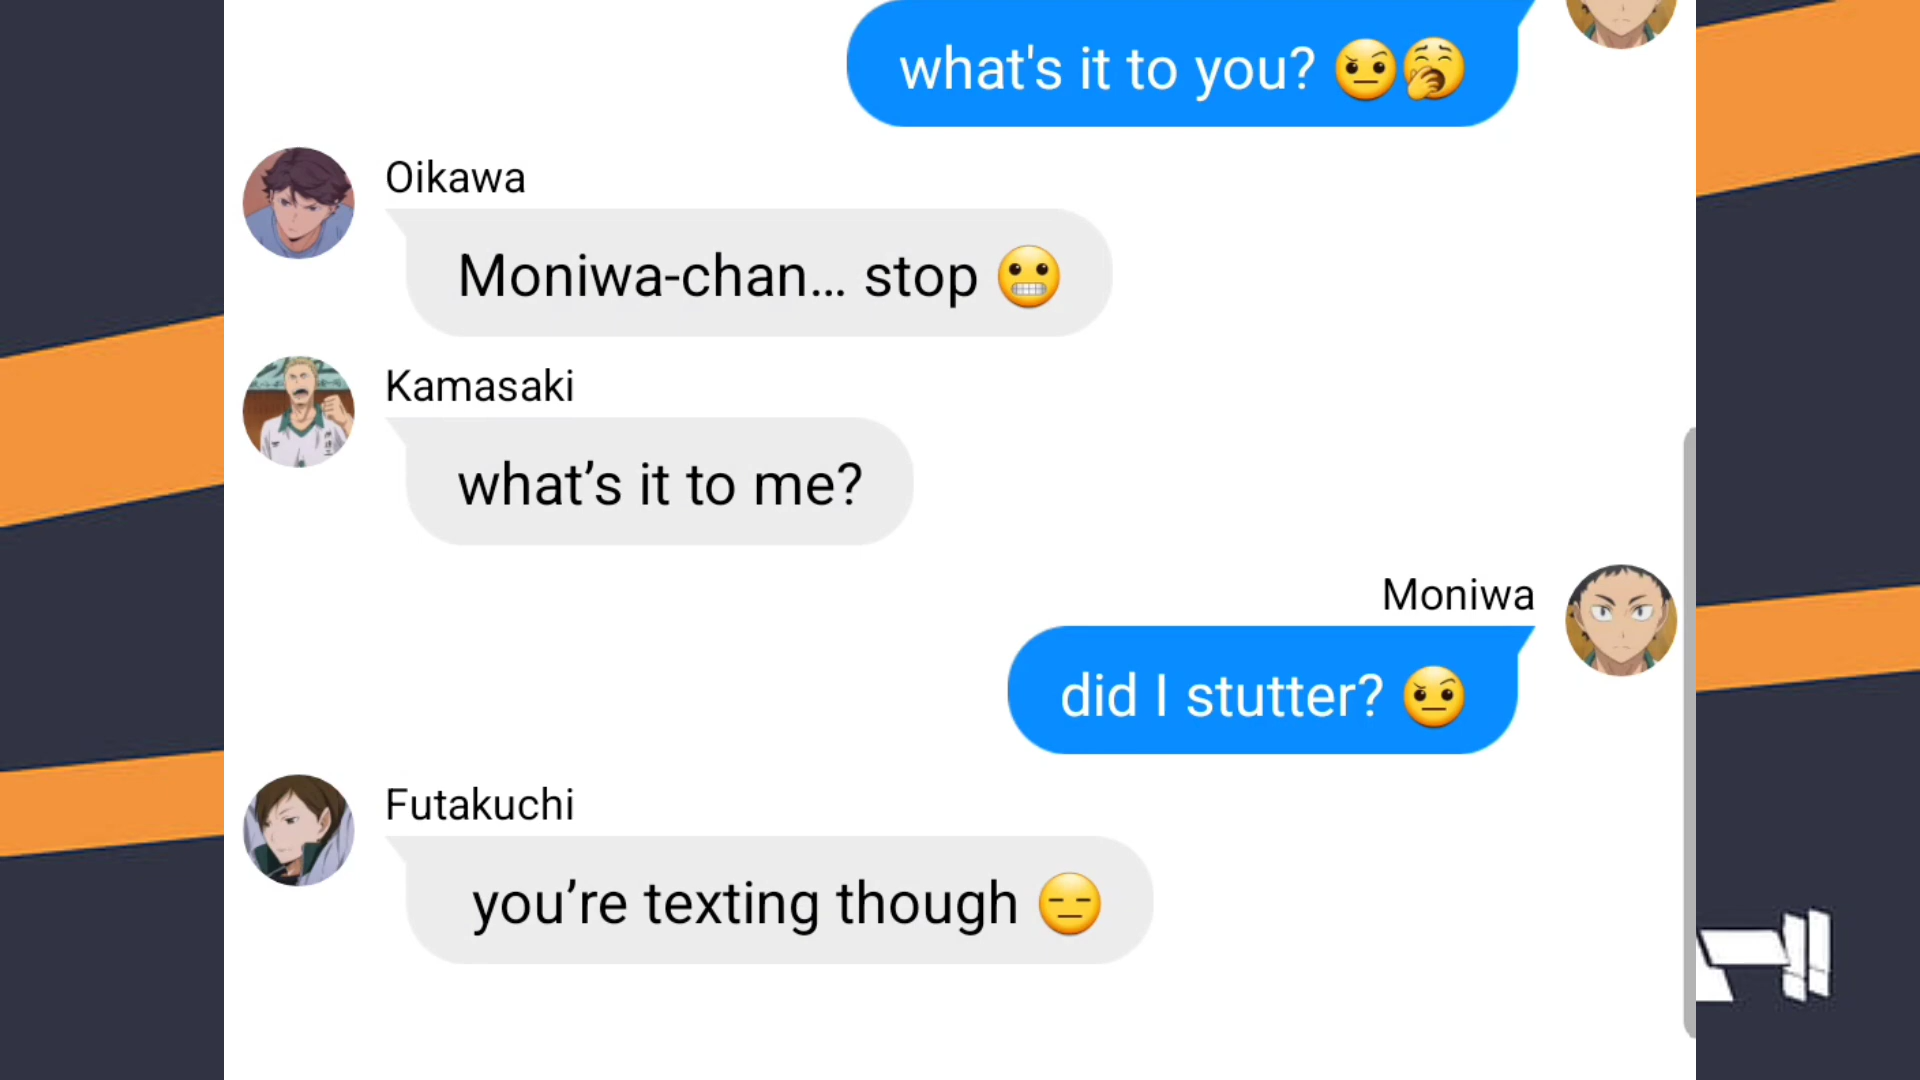 what's it to you? 🤨🥱
Oikawa
Moniwa-chan... stop 😬
Kamasaki
what’s it to me?
Moniwa
did I stutter? 🤨
Futakuchi
you’re texting though 😑